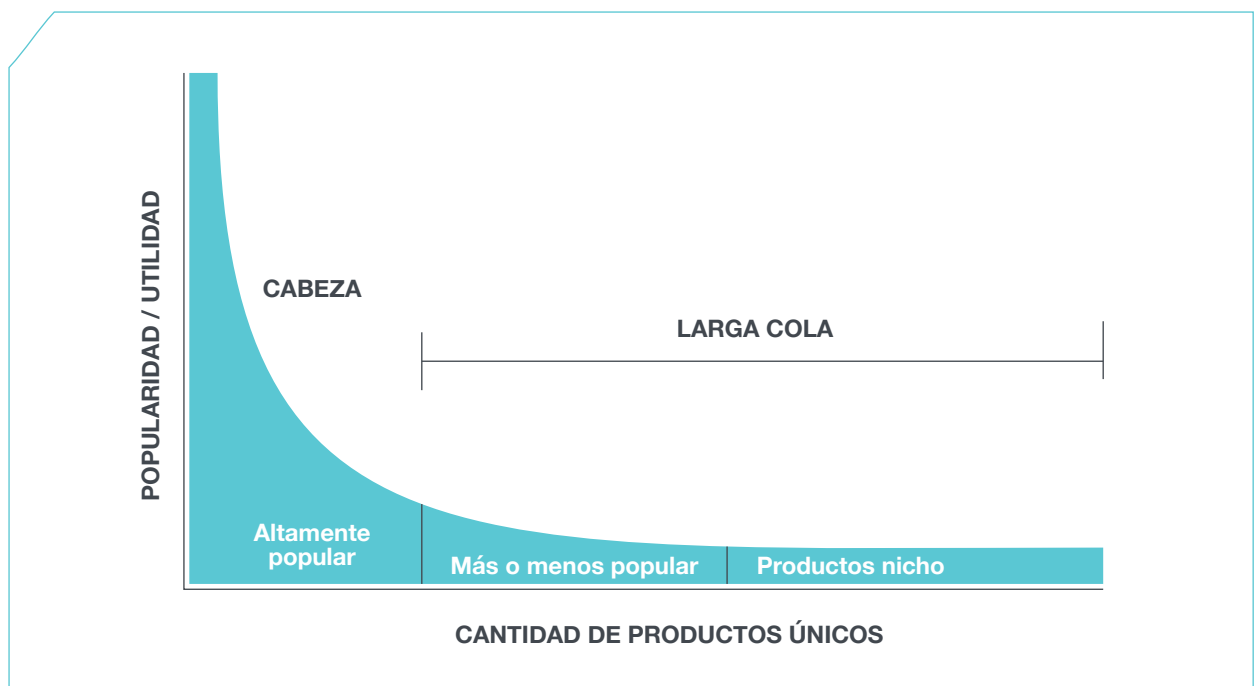 POPULARIDAD / UTILIDAD
CABEZA
LARGA COLA
Altamente
popular
Más o menos popular
Productos nicho
CANTIDAD DE PRODUCTOS ÚNICOS